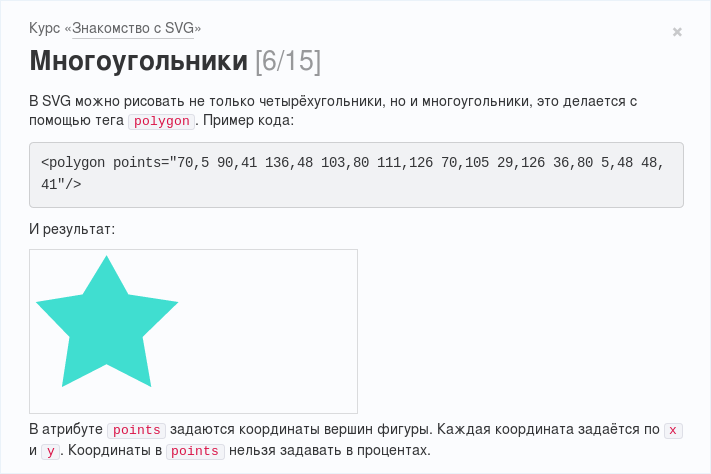 Курс «Знакомство с SVG»
×
Многоугольники [6/15]
В SVG можно рисовать не только четырёхугольники, но и многоугольники, это делается с
помощью тега polygon. Пример кода:
<polygon points="70,5 90,41 136,48 103,80 111,126 70,105 29,126 36,80 5,48 48,
41"/>
И результат:
В атрибуте points задаются координаты вершин фигуры. Каждая координата задаётся по x
и y. Координаты в points нельзя задавать в процентах.